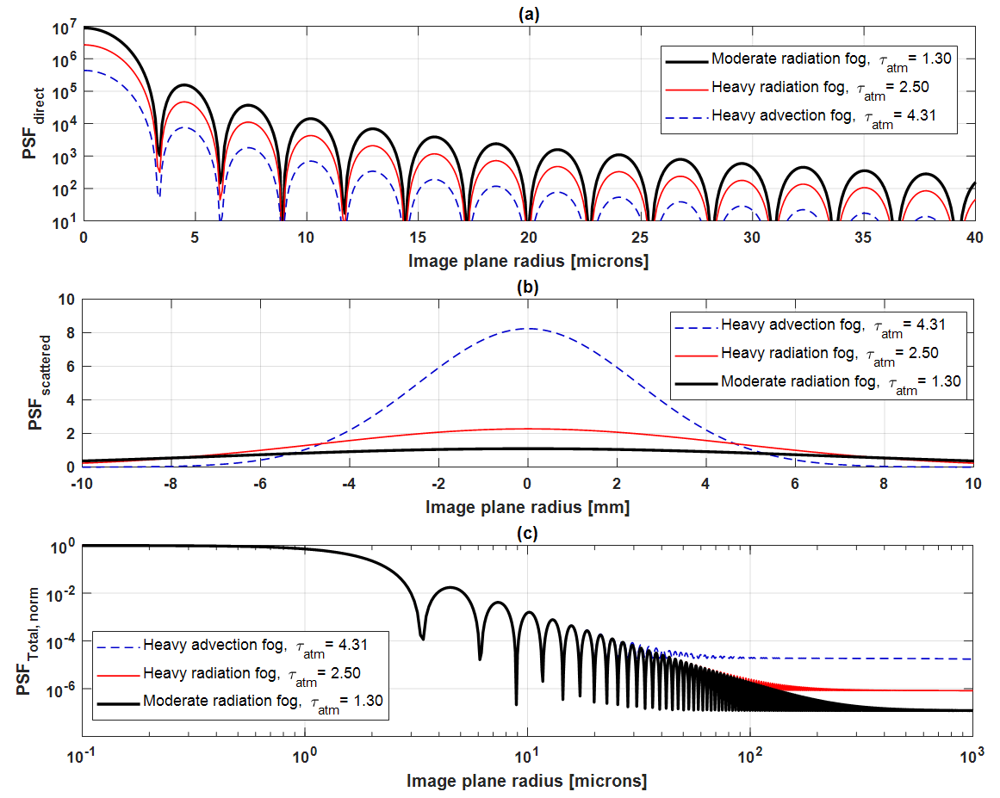 (a)
10^7
10^6
10^5
10^4
10^3
10^2
10^1
PSF_direct
Moderate radiation fog, τ_atm = 1.30
Heavy radiation fog, τ_atm = 2.50
Heavy advection fog, τ_atm = 4.31
0 5 10 15 20 25 30 35 40
Image plane radius [microns]
(b)
10
8
6
4
2
0
PSF_scattered
Heavy advection fog, τ_atm = 4.31
Heavy radiation fog, τ_atm = 2.50
Moderate radiation fog, τ_atm = 1.30
-10 -8 -6 -4 -2 0 2 4 6 8 10
Image plane radius [mm]
(c)
10^0
10^-2
10^-4
10^-6
PSF_Total, norm
Heavy advection fog, τ_atm = 4.31
Heavy radiation fog, τ_atm = 2.50
Moderate radiation fog, τ_atm = 1.30
10^-1 10^0 10^1 10^2 10^3
Image plane radius [microns]